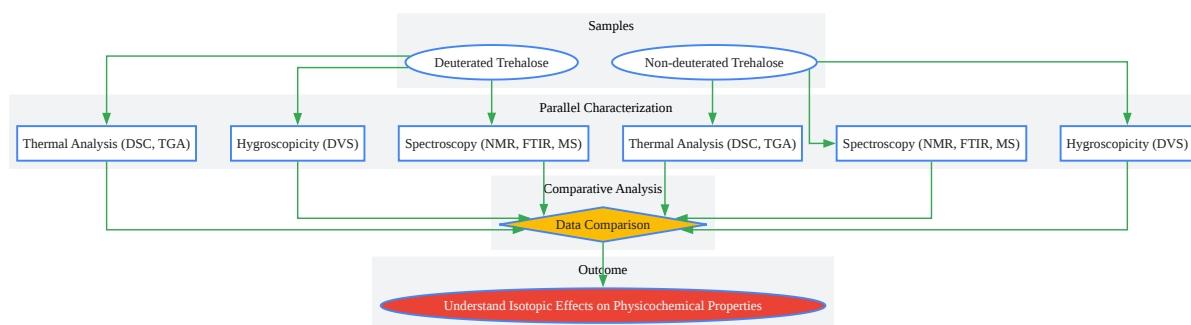 Samples
Deuterated Trehalose
Non-deuterated Trehalose
Parallel Characterization
Thermal Analysis (DSC, TGA)
Hygroscopicity (DVS)
Spectroscopy (NMR, FTIR, MS)
Thermal Analysis (DSC, TGA)
Spectroscopy (NMR, FTIR, MS)
Hygroscopicity (DVS)
Comparative Analysis
Data Comparison
Outcome
Understand Isotopic Effects on Physicochemical Properties